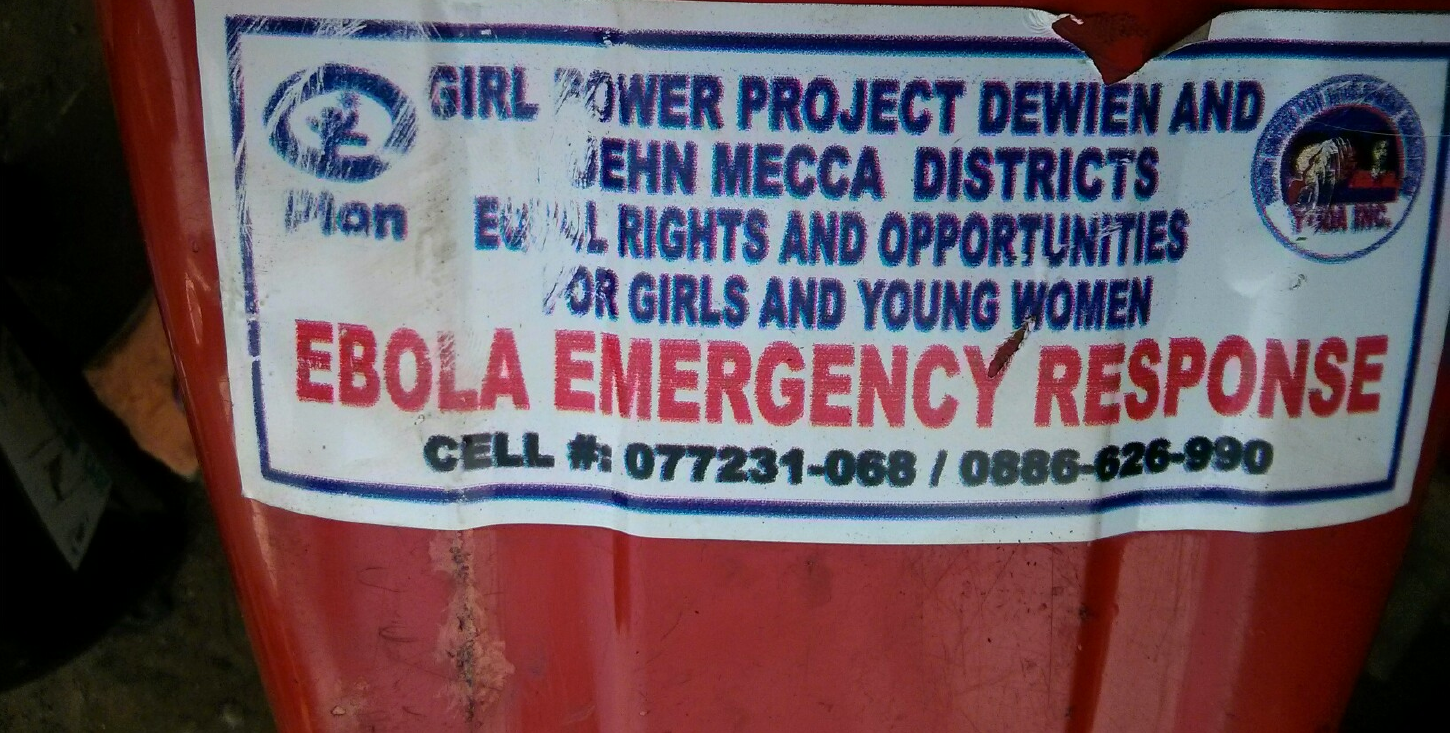 GIRL POWER PROJECT DEWIEN AND
JEHN MECCA DISTRICTS
EQUAL RIGHTS AND OPPORTUNITIES
FOR GIRLS AND YOUNG WOMEN
EBOLA EMERGENCY RESPONSE
CELL #: 077231-068 / 0886-626-990
Plan
INC.